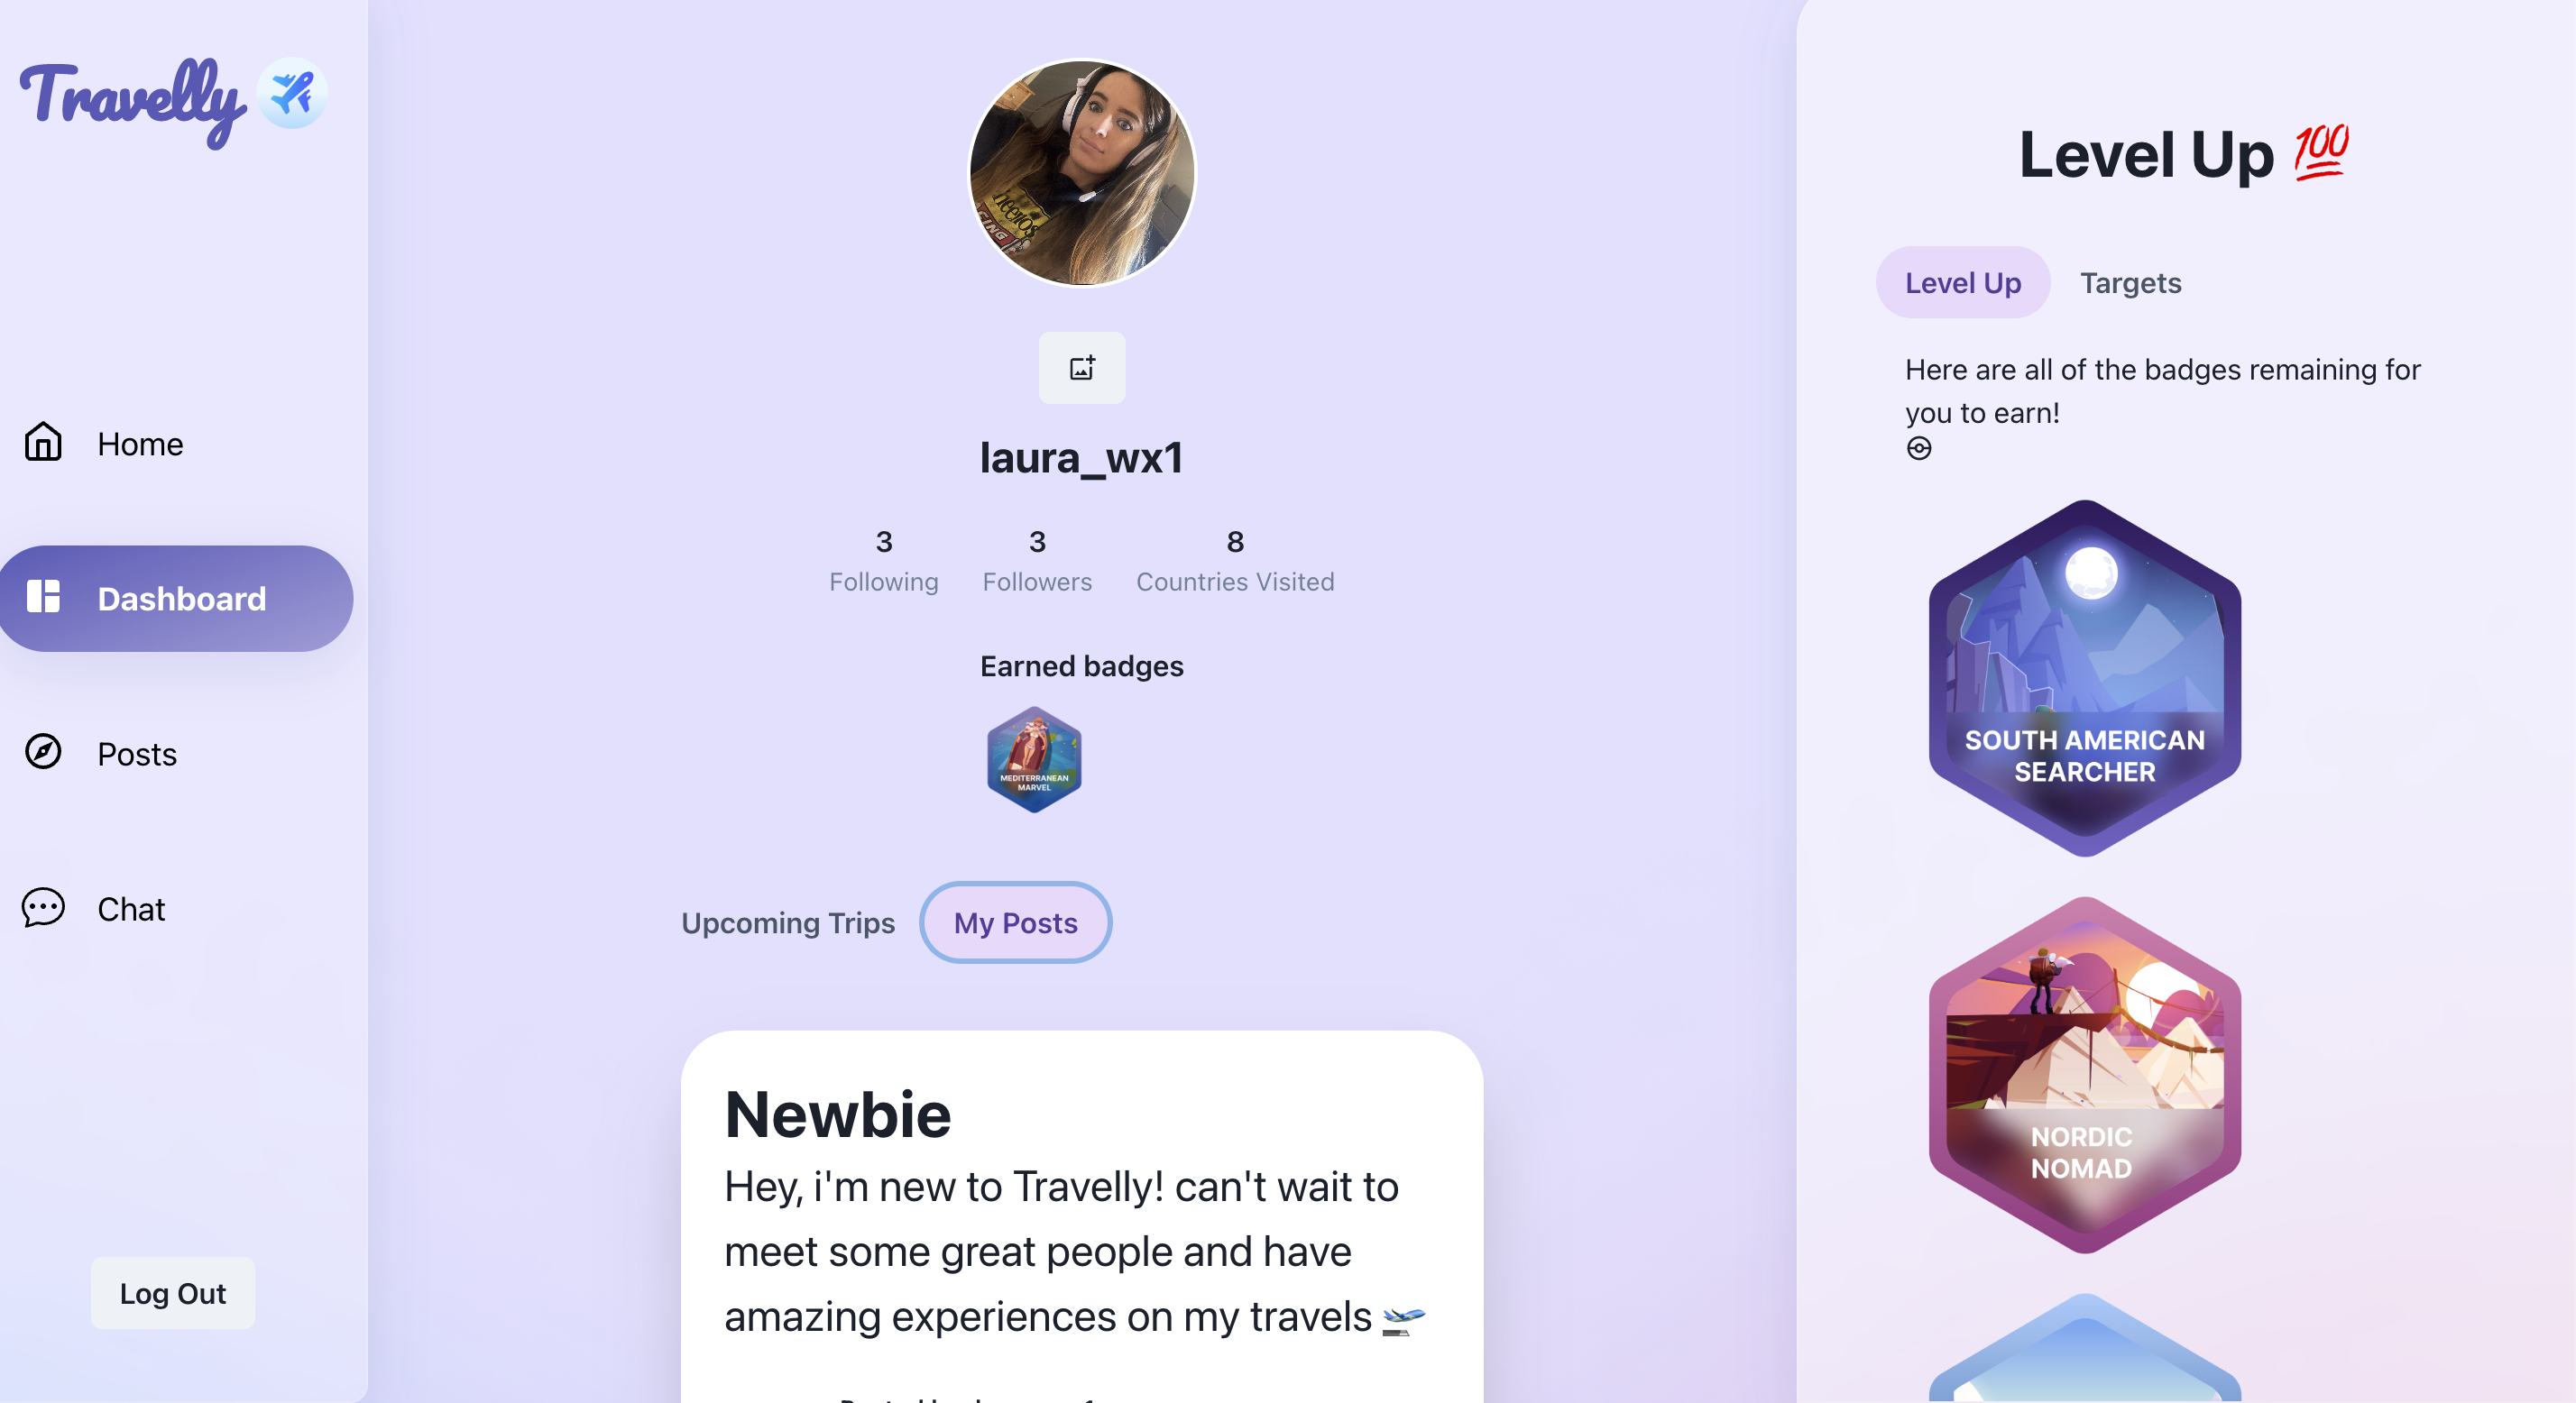 Travelly
Home
Dashboard
Posts
Chat
Log Out
laura_wx1
3
Following
3
Followers
8
Countries Visited
Earned badges
MEDITERRANEAN
MARVEL
Upcoming Trips
My Posts
Newbie
Hey, i'm new to Travelly! can't wait to
meet some great people and have
amazing experiences on my travels 🛫
Level Up 💯
Level Up
Targets
Here are all of the badges remaining for
you to earn!
SOUTH AMERICAN
SEARCHER
NORDIC
NOMAD